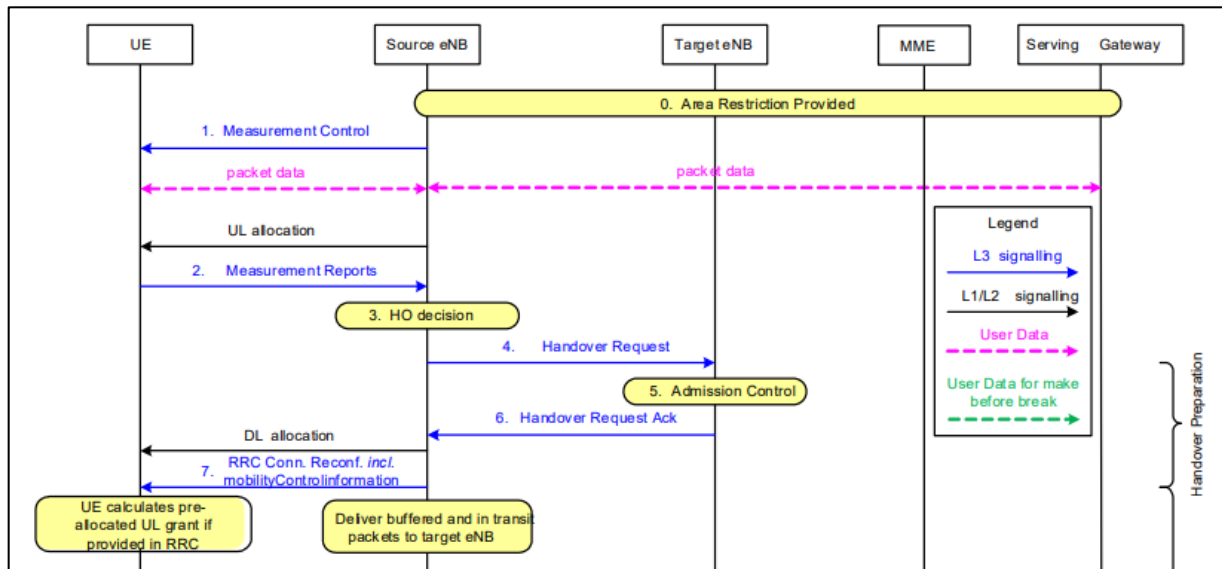 UE
Source eNB
Target eNB
MME
Serving Gateway
0. Area Restriction Provided
1. Measurement Control
packet data
packet data
Legend
UL allocation
L3 signalling
2. Measurement Reports
L1/L2 signalling
3. HO decision
User Data
4. Handover Request
5. Admission Control
User Data for make
before break
6. Handover Request Ack
DL allocation
7. RRC Conn. Reconf. incl.
mobilityControlinformation
Handover Preparation
UE calculates pre-
allocated UL grant if
provided in RRC
Deliver buffered and in transit
packets to target eNB